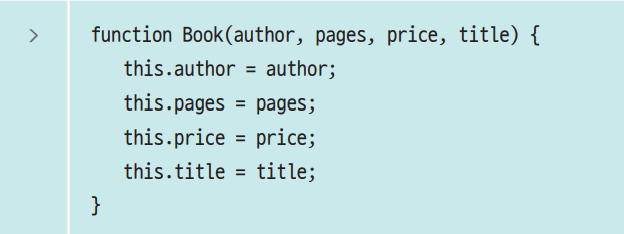 > function Book(author, pages, price, title) {
this.author = author;
this.pages = pages;
this.price = price;
this.title = title;
}